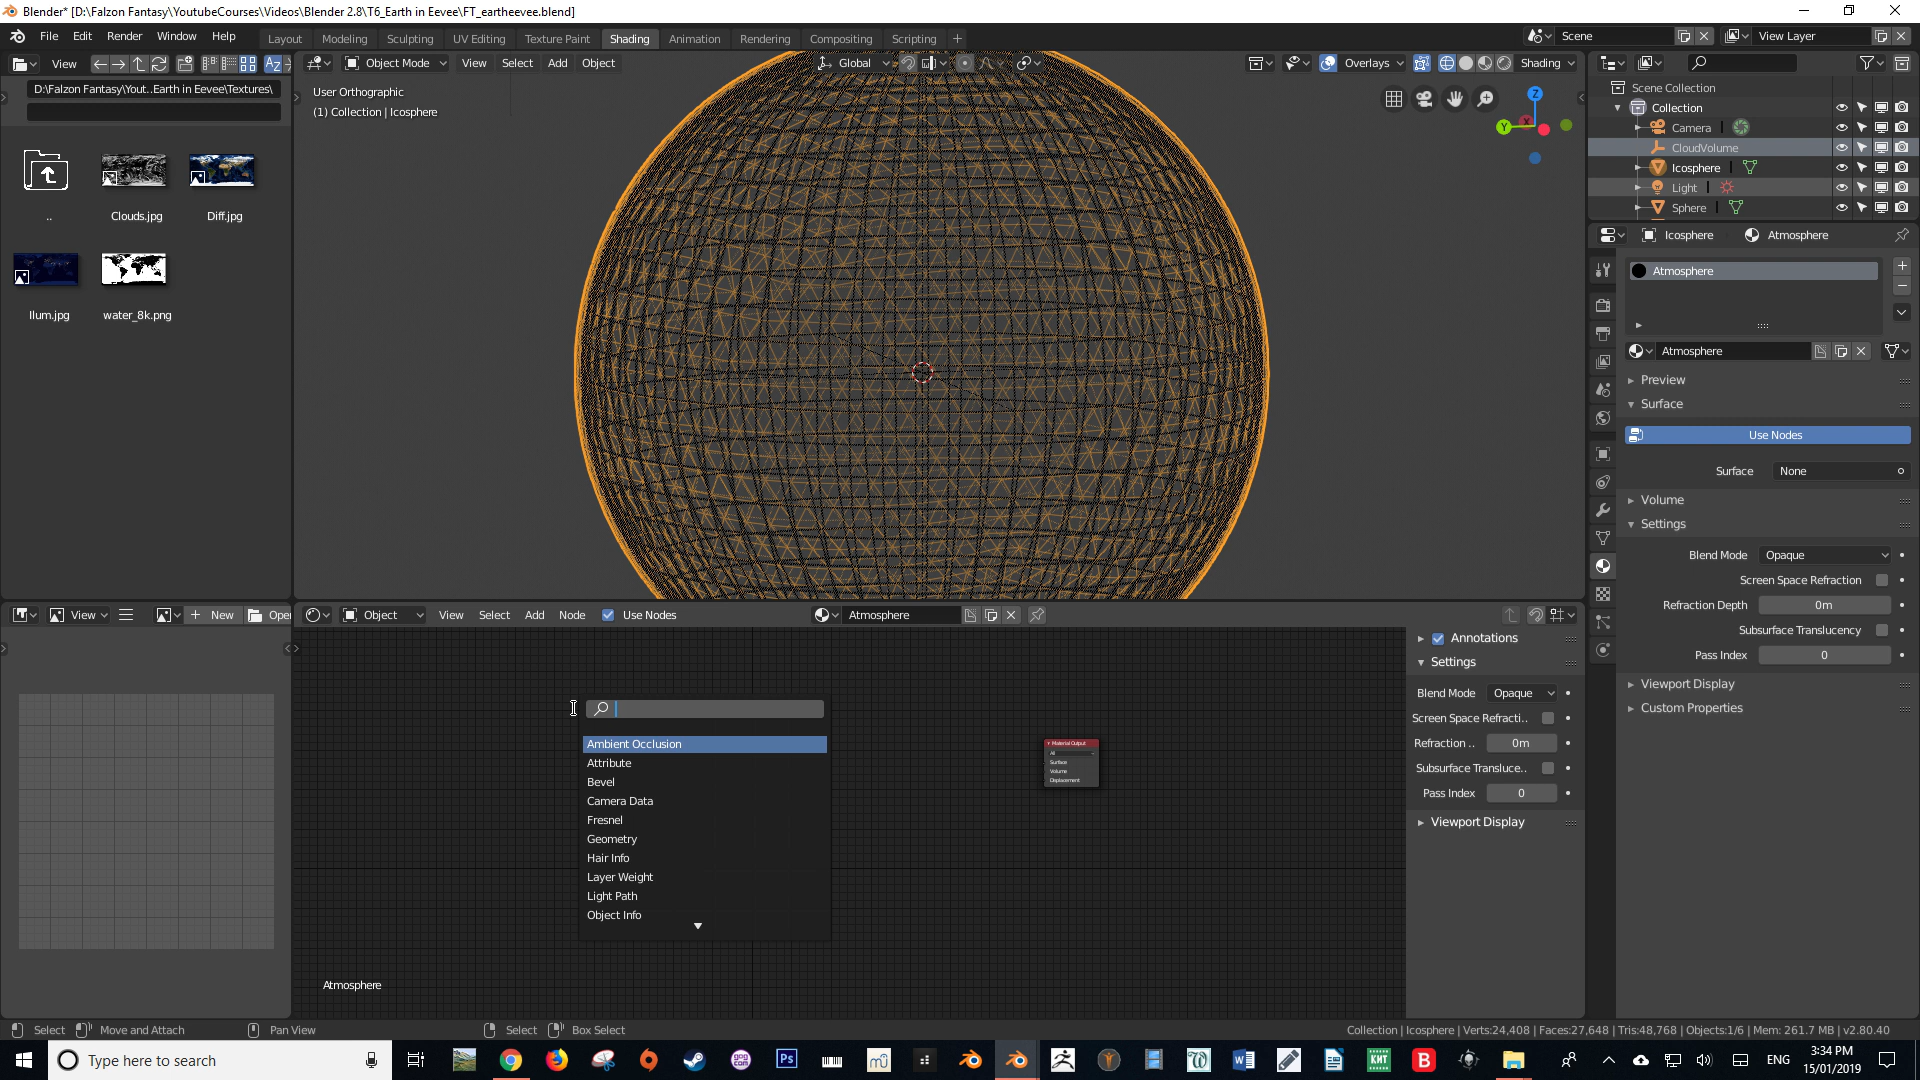 Blender* [D:\Falzon Fantasy\YoutubeCourses\Videos\Blender 2.8\T6_Earth in Eevee\FT_eartheevee.blend]
File Edit Render Window Help Layout Modeling Sculpting UV Editing Texture Paint Shading Animation Rendering Compositing Scripting + Scene View Layer
View Object Mode View Select Add Object Global Overlays Shading
D:\Falzon Fantasy\Yout..Earth in Eevee\Textures\
..
Clouds.jpg
Diff.jpg
Ilum.jpg
water_8k.png
User Orthographic
(1) Collection | Icosphere
Z
Y
Scene Collection
Collection
Camera
CloudVolume
Icosphere
Light
Sphere
Icosphere Atmosphere
Atmosphere
Atmosphere
Preview
Surface
Use Nodes
Surface None
Volume
Settings
Blend Mode Opaque
Screen Space Refraction
Refraction Depth 0m
Subsurface Translucency
Pass Index 0
Viewport Display
Custom Properties
View + New Open
Object View Select Add Node Use Nodes Atmosphere
Ambient Occlusion
Attribute
Bevel
Camera Data
Fresnel
Geometry
Hair Info
Layer Weight
Light Path
Object Info
Material Output
All
Surface
Volume
Displacement
Atmosphere
Annotations
Settings
Blend Mode Opaque
Screen Space Refracti..
Refraction .. 0m
Subsurface Transluce..
Pass Index 0
Viewport Display
Select Move and Attach Pan View Select Box Select
Collection | Icosphere | Verts:24,408 | Faces:27,648 | Tris:48,768 | Objects:1/6 | Mem: 261.7 MB | v2.80.40
Type here to search
ENG
3:34 PM
15/01/2019